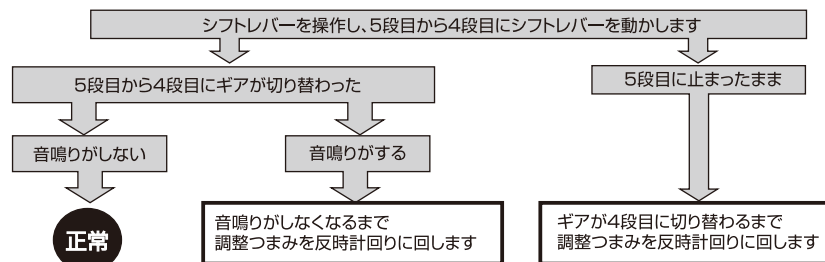 シフトレバーを操作し、5段目から4段目にシフトレバーを動かします
5段目から4段目にギアが切り替わった
5段目に止まったまま
音鳴りがしない
音鳴りがする
正常
音鳴りがしなくなるまで
調整つまみを反時計回りに回します
ギアが4段目に切り替わるまで
調整つまみを反時計回りに回します